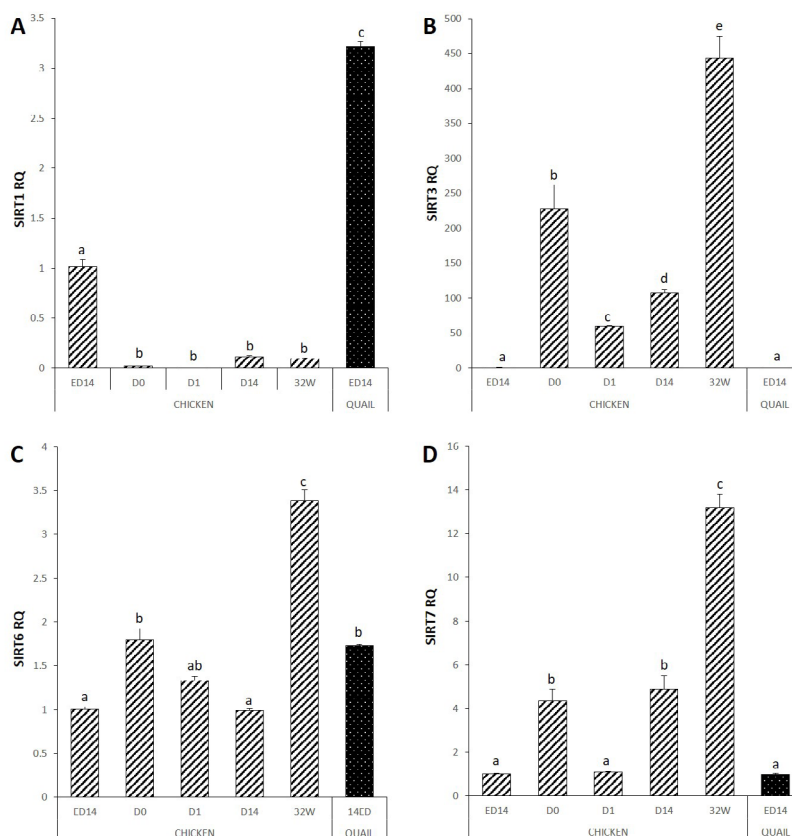 A
SIRT1 RQ
3.5
3
2.5
2
1.5
1
0.5
0
a
b
b
b
b
c
ED14 D0 D1 D14 32W ED14
CHICKEN QUAIL
B
SIRT3 RQ
500
450
400
350
300
250
200
150
100
50
0
a
b
c
d
e
a
ED14 D0 D1 D14 32W ED14
CHICKEN QUAIL
C
SIRT6 RQ
4
3.5
3
2.5
2
1.5
1
0.5
0
a
b
ab
a
c
b
ED14 D0 D1 D14 32W 14ED
CHICKEN QUAIL
D
SIRT7 RQ
16
14
12
10
8
6
4
2
0
a
b
a
b
c
a
ED14 D0 D1 D14 32W ED14
CHICKEN QUAIL